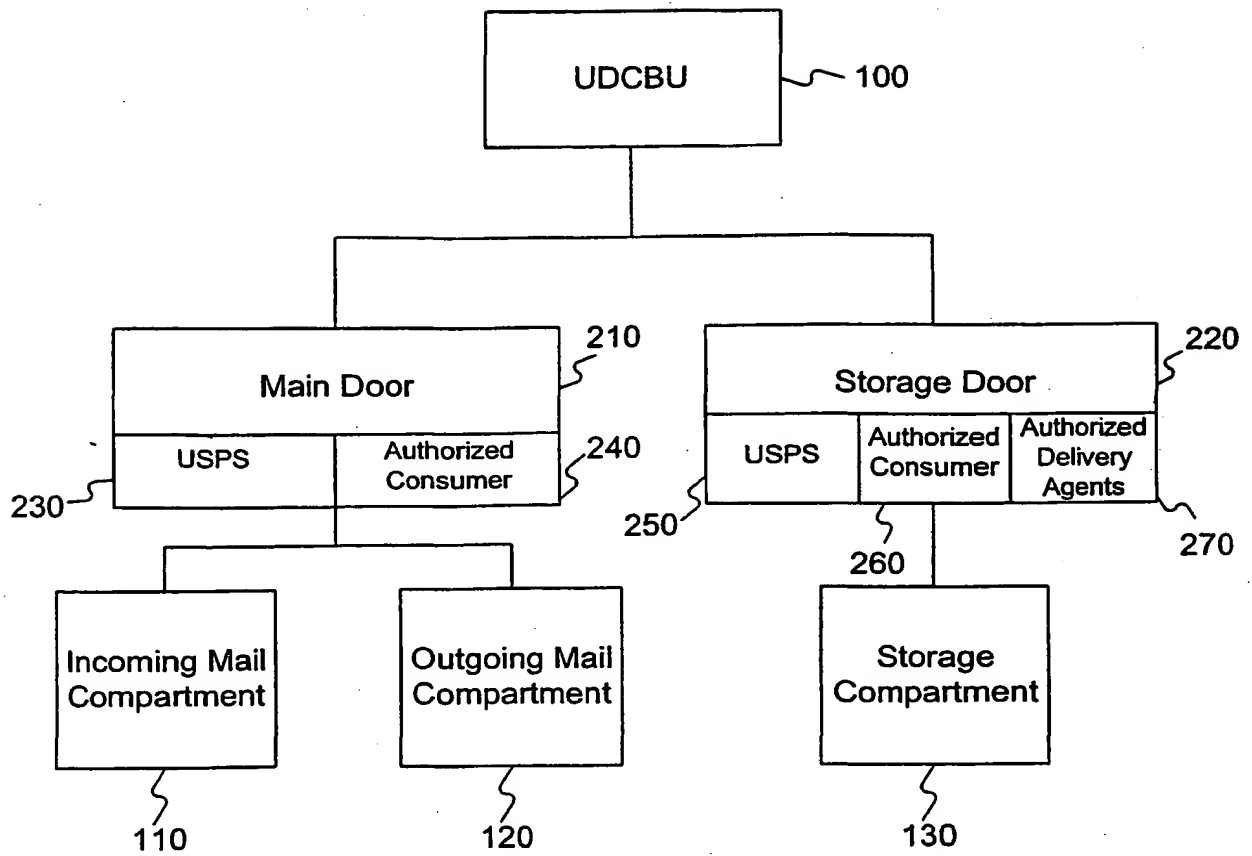 UDCBU
100
210
Main Door
USPS
Authorized
Consumer
230
240
220
Storage Door
USPS
Authorized
Consumer
Authorized
Delivery
Agents
250
260
270
Incoming Mail
Compartment
Outgoing Mail
Compartment
Storage
Compartment
110
120
130